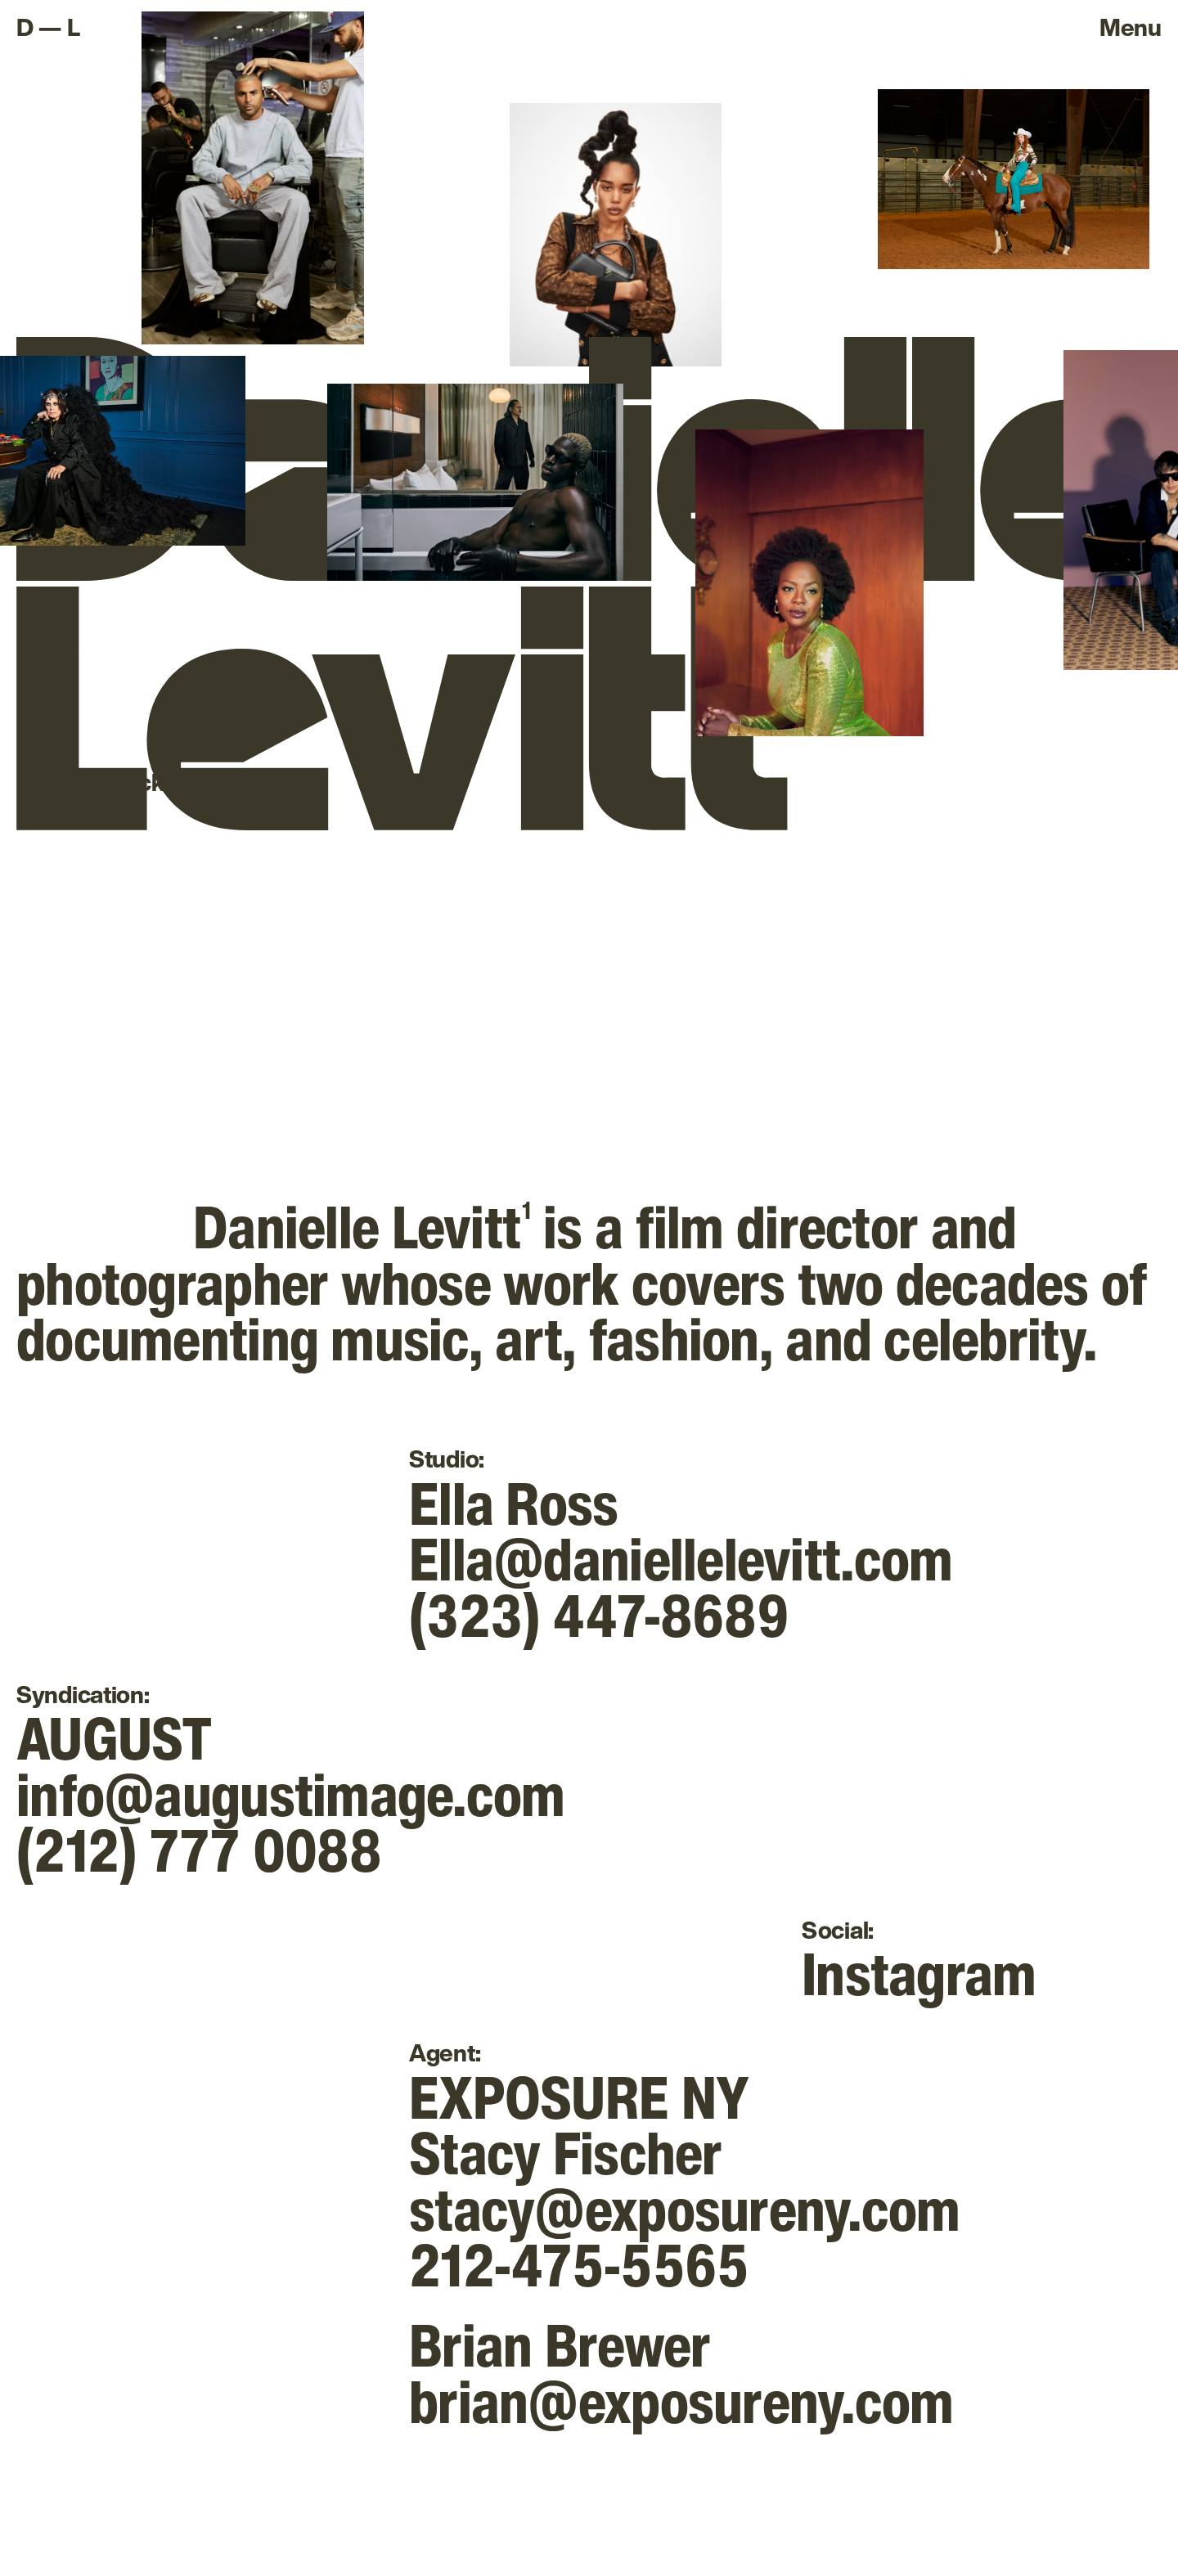 D — L
Menu
Danielle
Levitt
Danielle Levitt¹ is a film director and
photographer whose work covers two decades of
documenting music, art, fashion, and celebrity.
Studio:
Ella Ross
Ella@daniellelevitt.com
(323) 447-8689
Syndication:
AUGUST
info@augustimage.com
(212) 777 0088
Social:
Instagram
Agent:
EXPOSURE NY
Stacy Fischer
stacy@exposureny.com
212-475-5565
Brian Brewer
brian@exposureny.com